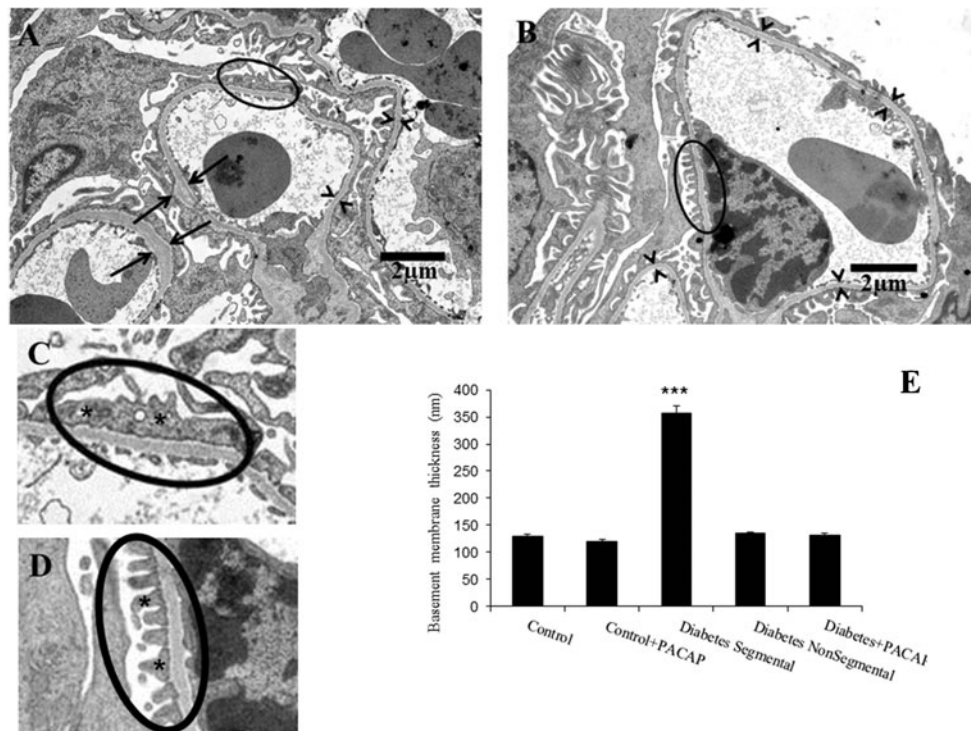 A
2µm
B
2µm
C
*
*
D
*
*
E
Basement membrane thickness (nm)
400
350
300
250
200
150
100
50
0
***
Control
Control+PACAP
Diabetes Segmental
Diabetes NonSegmental
Diabetes+PACAP